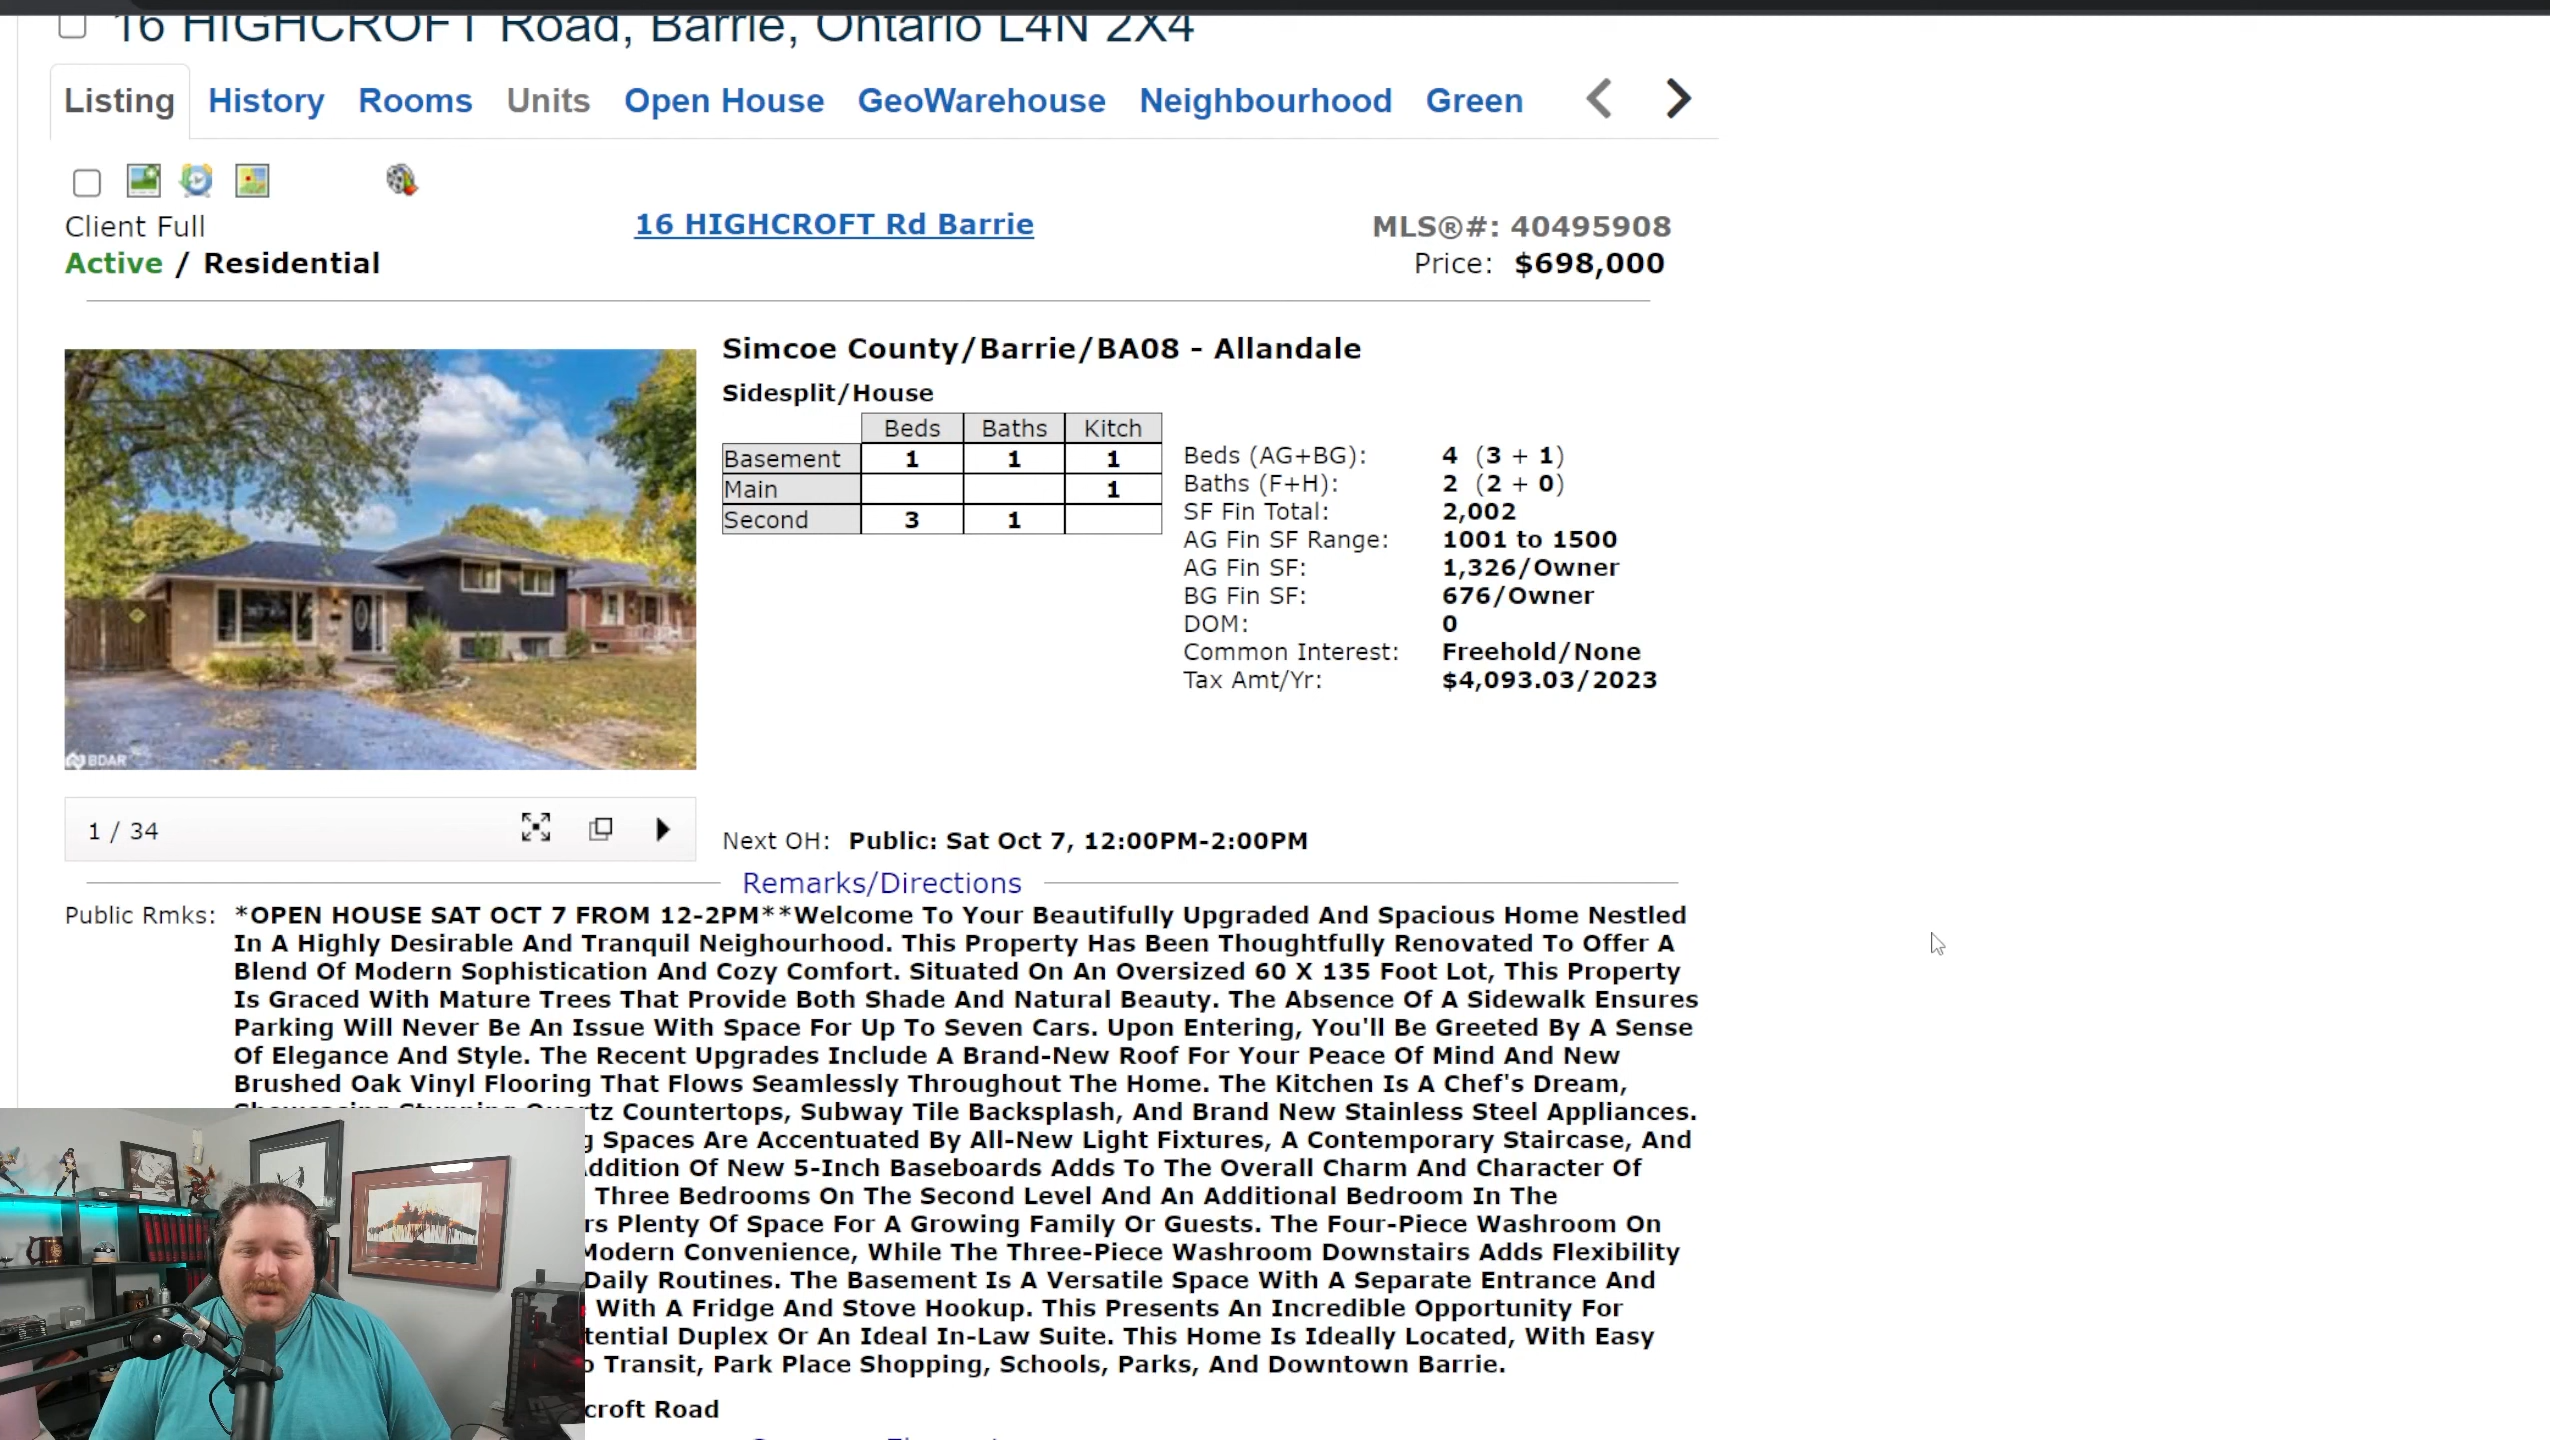 16 HIGHCROFT Road, Barrie, Ontario L4N 2X4
Listing History Rooms Units Open House GeoWarehouse Neighbourhood Green
Client Full
16 HIGHCROFT Rd Barrie
MLS®#: 40495908
Active / Residential
Price: $698,000
Simcoe County/Barrie/BA08 - Allandale
Sidesplit/House
Beds Baths Kitch
Basement 1 1 1
Main 1
Second 3 1
Beds (AG+BG): 4 (3 + 1)
Baths (F+H): 2 (2 + 0)
SF Fin Total: 2,002
AG Fin SF Range: 1001 to 1500
AG Fin SF: 1,326/Owner
BG Fin SF: 676/Owner
DOM: 0
Common Interest: Freehold/None
Tax Amt/Yr: $4,093.03/2023
BDAR
1 / 34
Next OH: Public: Sat Oct 7, 12:00PM-2:00PM
Remarks/Directions
Public Rmks: *OPEN HOUSE SAT OCT 7 FROM 12-2PM**Welcome To Your Beautifully Upgraded And Spacious Home Nestled
In A Highly Desirable And Tranquil Neighourhood. This Property Has Been Thoughtfully Renovated To Offer A
Blend Of Modern Sophistication And Cozy Comfort. Situated On An Oversized 60 X 135 Foot Lot, This Property
Is Graced With Mature Trees That Provide Both Shade And Natural Beauty. The Absence Of A Sidewalk Ensures
Parking Will Never Be An Issue With Space For Up To Seven Cars. Upon Entering, You'll Be Greeted By A Sense
Of Elegance And Style. The Recent Upgrades Include A Brand-New Roof For Your Peace Of Mind And New
Brushed Oak Vinyl Flooring That Flows Seamlessly Throughout The Home. The Kitchen Is A Chef's Dream,
Showcasing Stunning Quartz Countertops, Subway Tile Backsplash, And Brand New Stainless Steel Appliances.
g Spaces Are Accentuated By All-New Light Fixtures, A Contemporary Staircase, And
ddition Of New 5-Inch Baseboards Adds To The Overall Charm And Character Of
Three Bedrooms On The Second Level And An Additional Bedroom In The
rs Plenty Of Space For A Growing Family Or Guests. The Four-Piece Washroom On
Modern Convenience, While The Three-Piece Washroom Downstairs Adds Flexibility
Daily Routines. The Basement Is A Versatile Space With A Separate Entrance And
With A Fridge And Stove Hookup. This Presents An Incredible Opportunity For
tential Duplex Or An Ideal In-Law Suite. This Home Is Ideally Located, With Easy
o Transit, Park Place Shopping, Schools, Parks, And Downtown Barrie.
croft Road